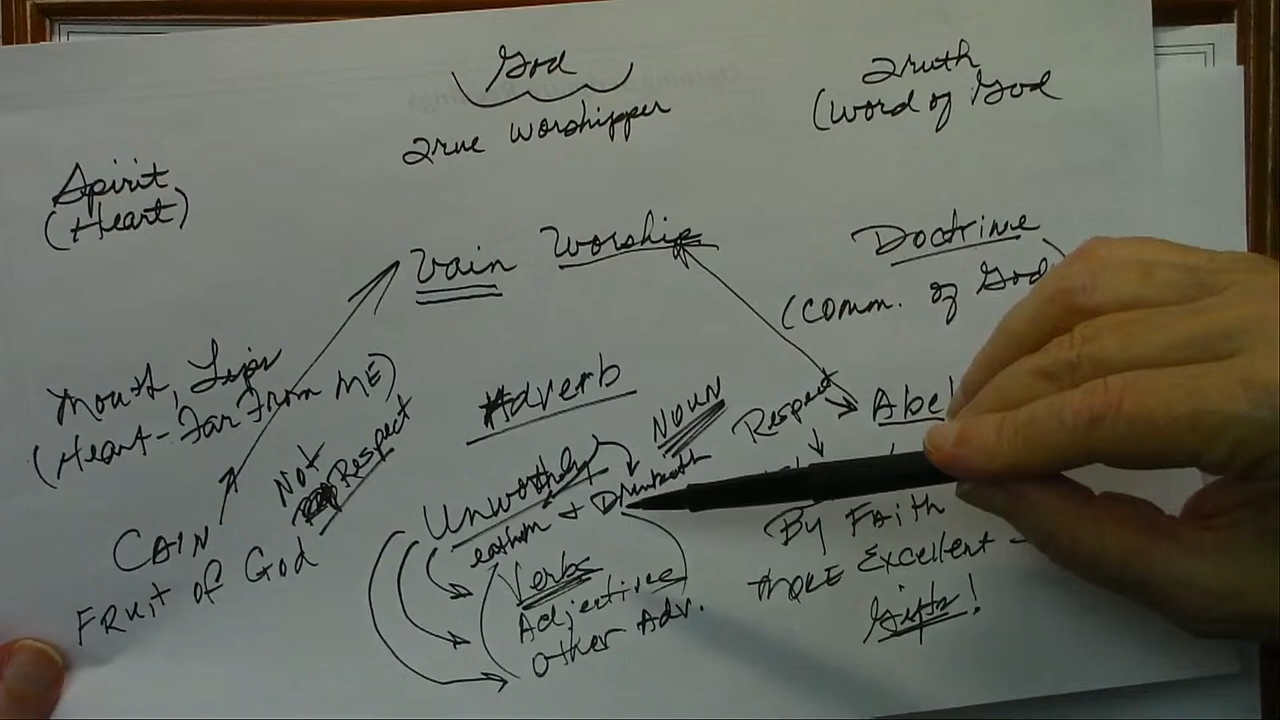 God
True Worshipper
Truth
(Word of God
Spirit
(Heart)
Vain Worship
Doctrine
(comm. of God
Mouth, Lips
(Heart-Far From ME)
Adverb
NOUN
Respect
Abel
Not
Respect
Unworthily
eateth + Drinketh
Verbs
Adjectives
Other Adv.
CAIN
FRUIT of God
By FAith
More Excellent -
Gifts!